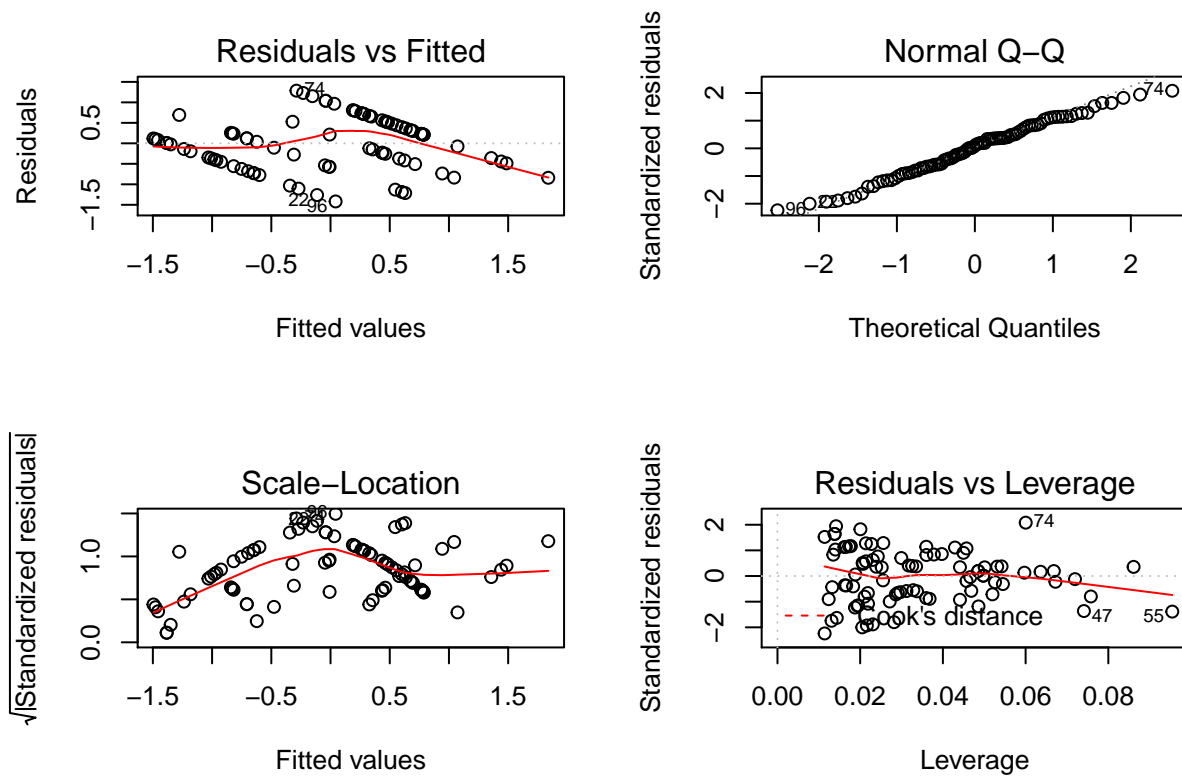 Residuals vs Fitted
Residuals
0.5
−1.5
74
22
96
−1.5
−0.5
0.5
1.5
Fitted values
Normal Q−Q
Standardized residuals
2
0
−2
74
96
−2
−1
0
1
2
Theoretical Quantiles
Scale−Location
√|Standardized residuals|
1.0
0.0
−1.5
−0.5
0.5
1.5
Fitted values
Residuals vs Leverage
Standardized residuals
2
0
−2
74
Cook's distance
47
55
0.00
0.02
0.04
0.06
0.08
Leverage